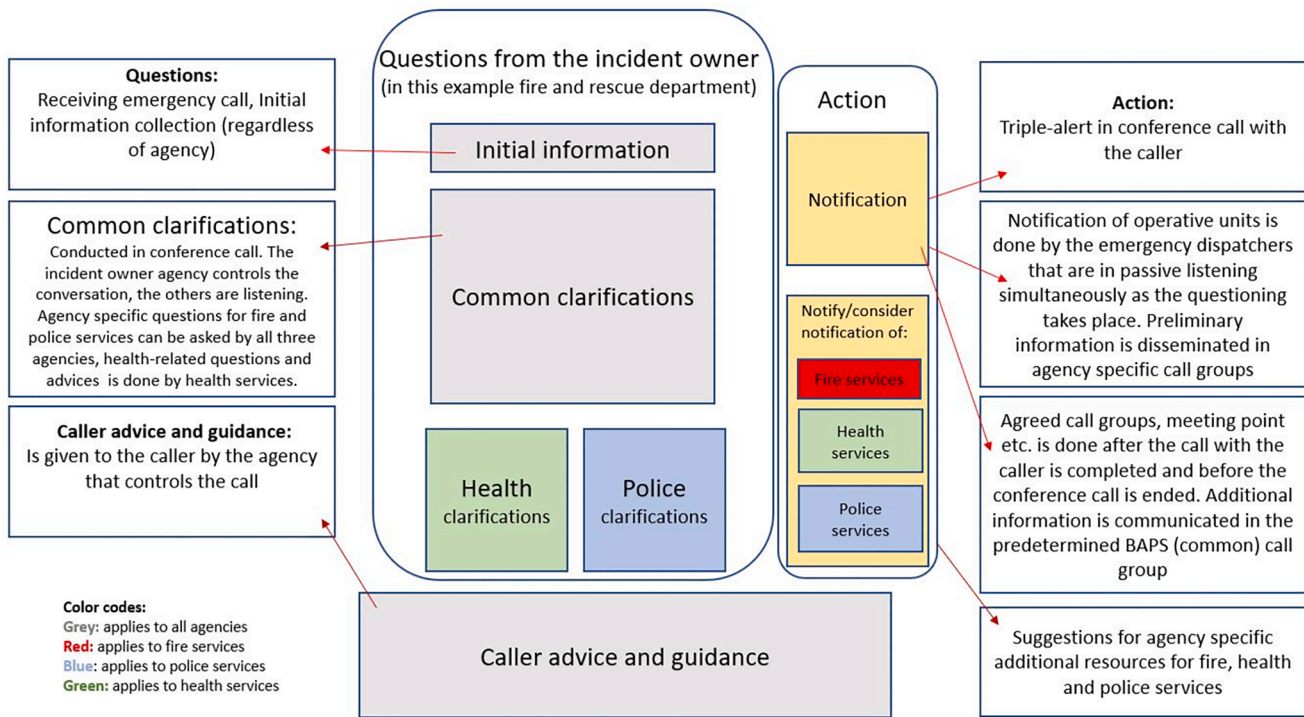 Questions:
Receiving emergency call, Initial
information collection (regardless
of agency)
Common clarifications:
Conducted in conference call. The
incident owner agency controls the
conversation, the others are listening.
Agency specific questions for fire and
police services can be asked by all three
agencies, health-related questions and
advices is done by health services.
Caller advice and guidance:
Is given to the caller by the agency
that controls the call
Color codes:
Grey: applies to all agencies
Red: applies to fire services
Blue: applies to police services
Green: applies to health services
Questions from the incident owner
(in this example fire and rescue department)
Initial information
Common clarifications
Health
clarifications
Police
clarifications
Caller advice and guidance
Action
Notification
Notify/consider
notification of:
Fire services
Health
services
Police
services
Action:
Triple-alert in conference call with
the caller
Notification of operative units is
done by the emergency dispatchers
that are in passive listening
simultaneously as the questioning
takes place. Preliminary
information is disseminated in
agency specific call groups
Agreed call groups, meeting point
etc. is done after the call with the
caller is completed and before the
conference call is ended. Additional
information is communicated in the
predetermined BAPS (common) call
group
Suggestions for agency specific
additional resources for fire, health
and police services